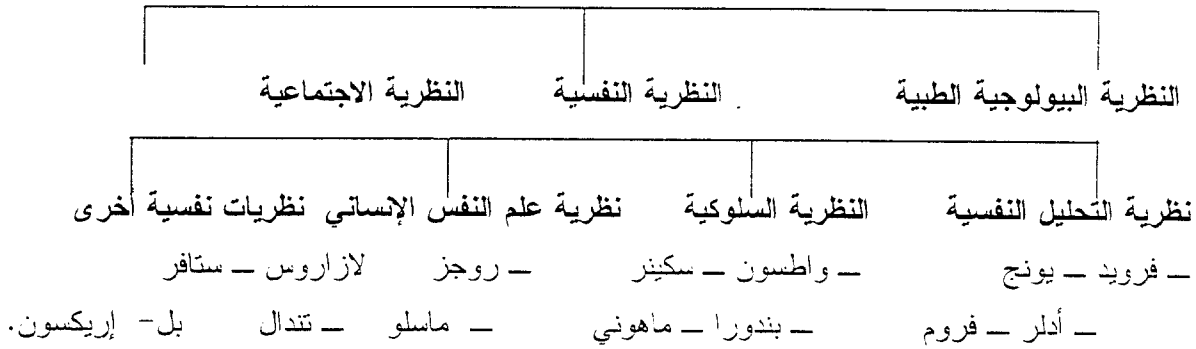 النظرية البيولوجية الطبية النظرية النفسية النظرية الاجتماعية
نظرية التحليل النفسية النظرية السلوكية نظرية علم النفس الإنساني نظريات نفسية أخرى
– فرويد – يونج – واطسون – سكينر – روجز لازاروس – ستافر
– أدلر – فروم – بندورا – ماهوني – ماسلو – تندال بل- إريكسون.